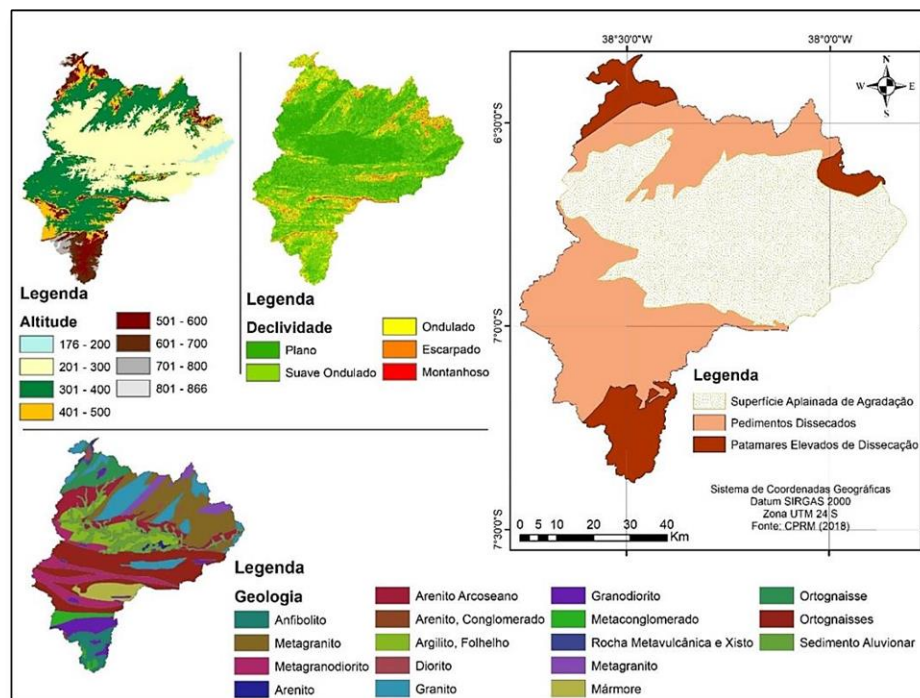 Legenda
Altitude
176 - 200
201 - 300
301 - 400
401 - 500
501 - 600
601 - 700
701 - 800
801 - 866
Legenda
Declividade
Plano
Suave Ondulado
Ondulado
Escarpado
Montanhoso
38°30'0"W
38°0'0"W
N
W
E
S
6°30'0"S
7°0'0"S
7°30'0"S
Legenda
Superfície Aplainada de Agradação
Pedimentos Dissecados
Patamares Elevados de Dissecação
Sistema de Coordenadas Geográficas
Datum SIRGAS 2000
Zona UTM 24 S
Fonte: CPRM (2018)
0 5 10 20 30 40
Km
Legenda
Geologia
Anfibolito
Metagranito
Metagranodiorito
Arenito
Arenito Arcoseano
Arenito, Conglomerado
Argilito, Folhelho
Diorito
Granito
Granodiorito
Metaconglomerado
Rocha Metavulcânica e Xisto
Metagranito
Mármore
Ortognaisse
Ortognaisses
Sedimento Aluvionar